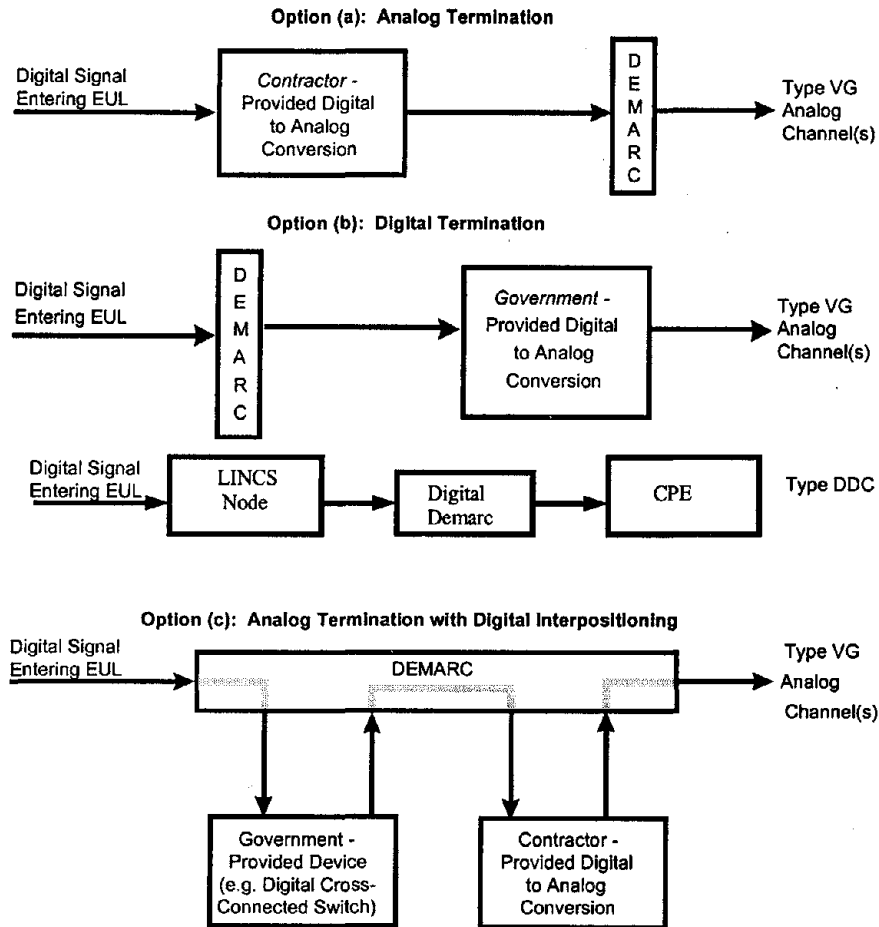 Option (a): Analog Termination
Digital Signal
Entering EUL
Contractor -
Provided Digital
to Analog
Conversion
D
E
M
A
R
C
Type VG
Analog
Channel(s)
Option (b): Digital Termination
Digital Signal
Entering EUL
D
E
M
A
R
C
Government -
Provided Digital
to Analog
Conversion
Type VG
Analog
Channel(s)
Digital Signal
Entering EUL
LINCS
Node
Digital
Demarc
CPE
Type DDC
Option (c): Analog Termination with Digital Interpositioning
Digital Signal
Entering EUL
DEMARC
Type VG
Analog
Channel(s)
Government -
Provided Device
(e.g. Digital Cross-
Connected Switch)
Contractor -
Provided Digital
to Analog
Conversion